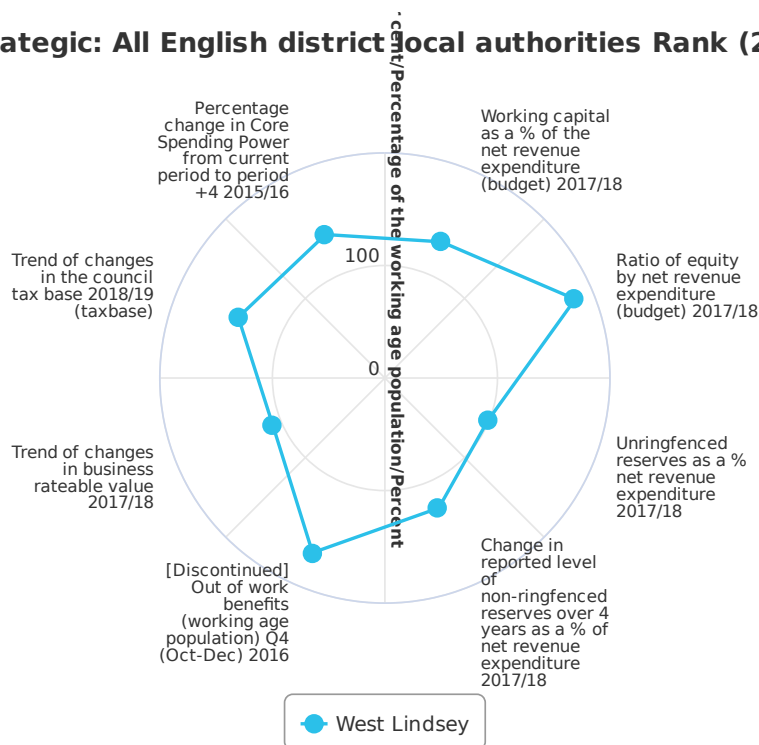 ategic: All English district local authorities Rank (2
cent/Percentage of the working age population/Percent
Percentage
change in Core
Spending Power
from current
period to period
+4 2015/16
Working capital
as a % of the
net revenue
expenditure
(budget) 2017/18
Ratio of equity
by net revenue
expenditure
(budget) 2017/18
Unringfenced
reserves as a %
net revenue
expenditure
2017/18
Change in
reported level
of
non-ringfenced
reserves over 4
years as a % of
net revenue
expenditure
2017/18
[Discontinued]
Out of work
benefits
(working age
population) Q4
(Oct-Dec) 2016
Trend of changes
in business
rateable value
2017/18
Trend of changes
in the council
tax base 2018/19
(taxbase)
100
0
West Lindsey